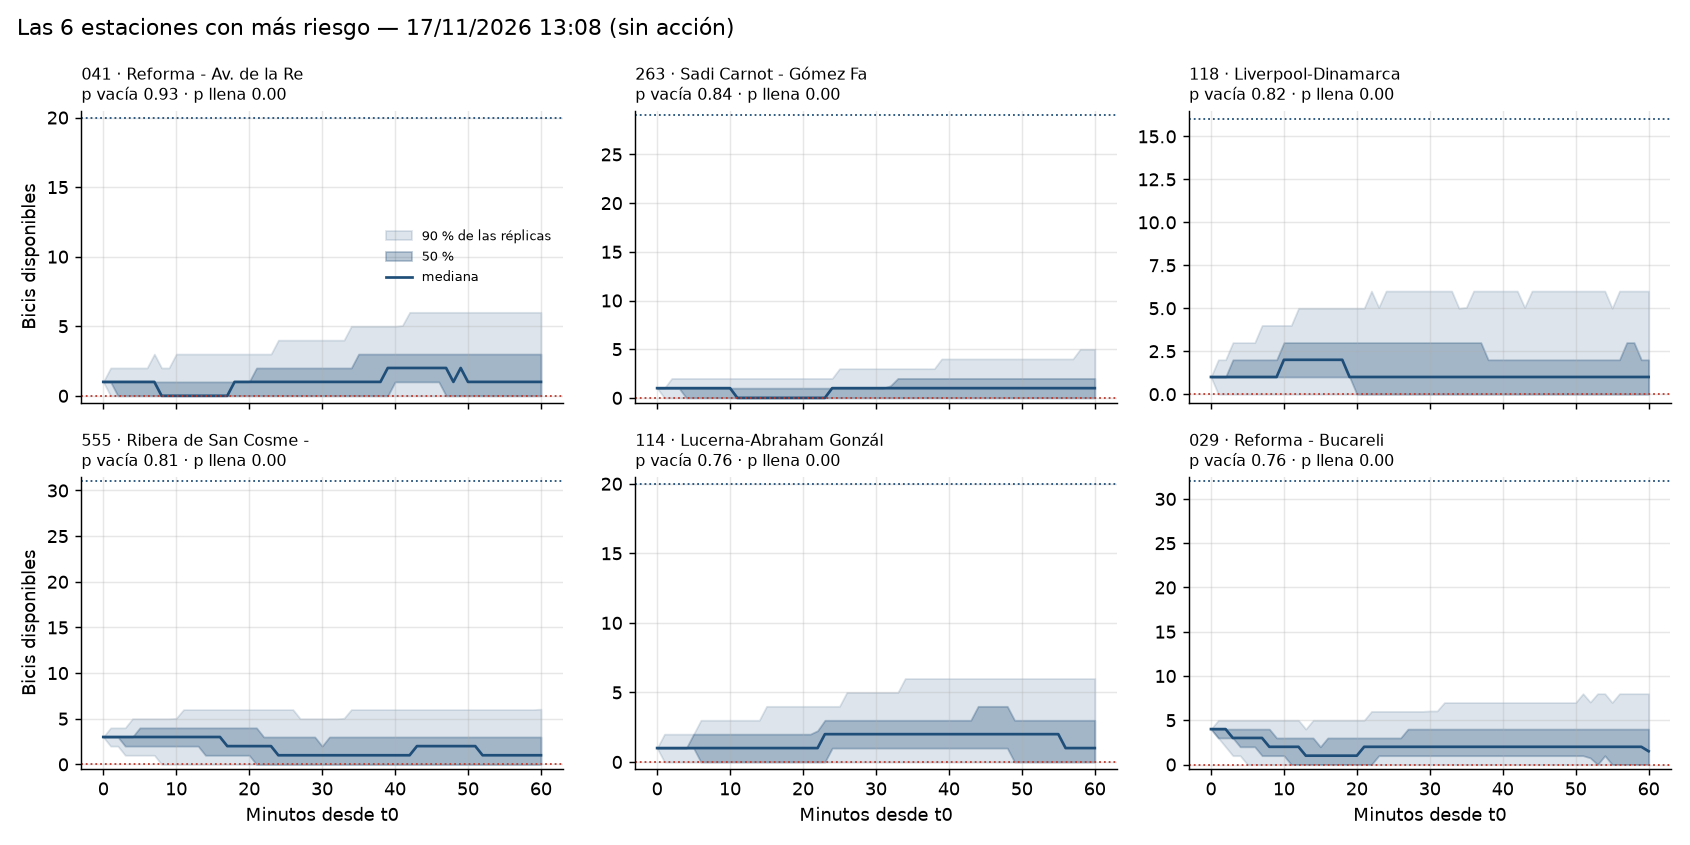 Las 6 estaciones con más riesgo — 17/11/2026 13:08 (sin acción)
041 · Reforma - Av. de la Re
p vacía 0.93 · p llena 0.00
Bicis disponibles
20
15
10
5
0
90 % de las réplicas
50 %
mediana
263 · Sadi Carnot - Gómez Fa
p vacía 0.84 · p llena 0.00
25
20
15
10
5
0
118 · Liverpool-Dinamarca
p vacía 0.82 · p llena 0.00
15.0
12.5
10.0
7.5
5.0
2.5
0.0
555 · Ribera de San Cosme -
p vacía 0.81 · p llena 0.00
Bicis disponibles
30
25
20
15
10
5
0
0 10 20 30 40 50 60
Minutos desde t0
114 · Lucerna-Abraham Gonzál
p vacía 0.76 · p llena 0.00
20
15
10
5
0
0 10 20 30 40 50 60
Minutos desde t0
029 · Reforma - Bucareli
p vacía 0.76 · p llena 0.00
30
25
20
15
10
5
0
0 10 20 30 40 50 60
Minutos desde t0